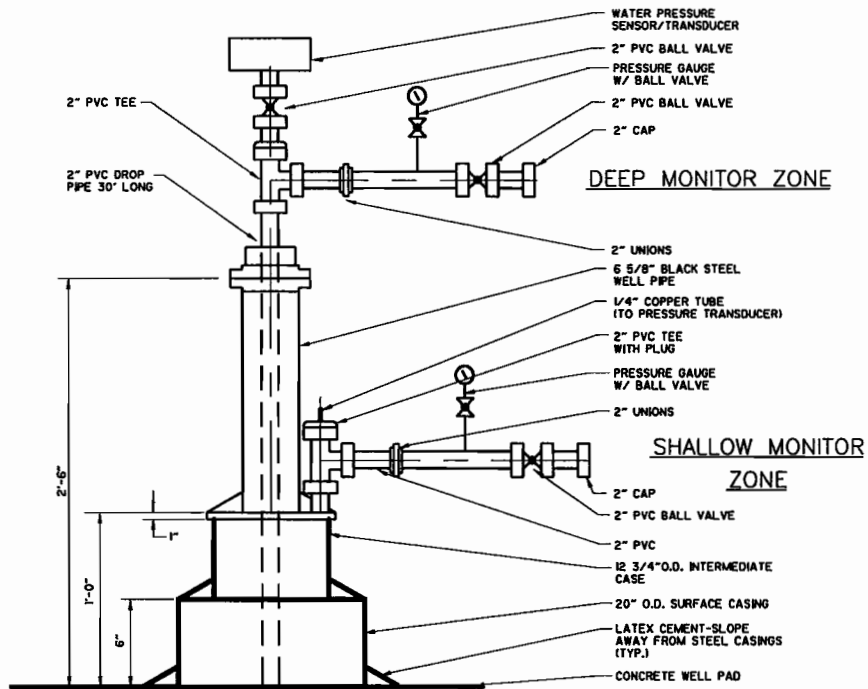 WATER PRESSURE
SENSOR/TRANSDUCER
2" PVC BALL VALVE
PRESSURE GAUGE
W/ BALL VALVE
2" PVC BALL VALVE
2" CAP
2" PVC TEE
DEEP MONITOR ZONE
2" PVC DROP
PIPE 30' LONG
2" UNIONS
6 5/8" BLACK STEEL
WELL PIPE
1/4" COPPER TUBE
(TO PRESSURE TRANSDUCER)
2" PVC TEE
WITH PLUG
PRESSURE GAUGE
W/ BALL VALVE
2" UNIONS
SHALLOW MONITOR
ZONE
2" CAP
2" PVC BALL VALVE
2" PVC
12 3/4"O.D. INTERMEDIATE
CASE
20" O.D. SURFACE CASING
LATEX CEMENT-SLOPE
AWAY FROM STEEL CASINGS
(TYP.)
CONCRETE WELL PAD
2'-6"
1'-0"
1"
6"